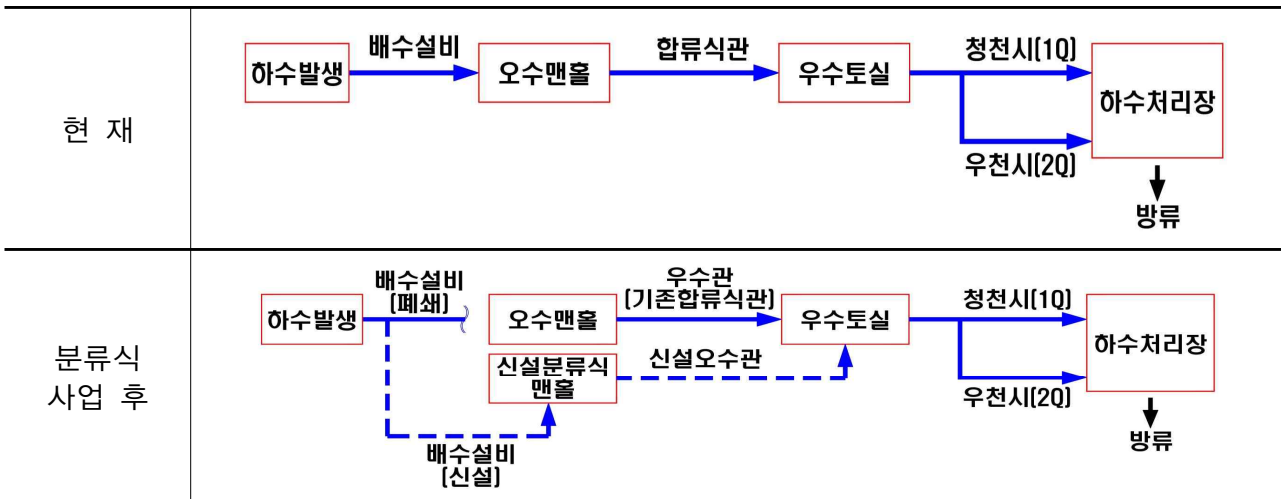 현 재
하수발생
배수설비
오수맨홀
합류식관
우수토실
청천시(1Q)
우천시(2Q)
하수처리장
방류
분류식
사업 후
하수발생
배수설비
(폐쇄)
배수설비
(신설)
오수맨홀
신설분류식
맨홀
우수관
(기존합류식관)
신설오수관
우수토실
청천시(1Q)
우천시(2Q)
하수처리장
방류